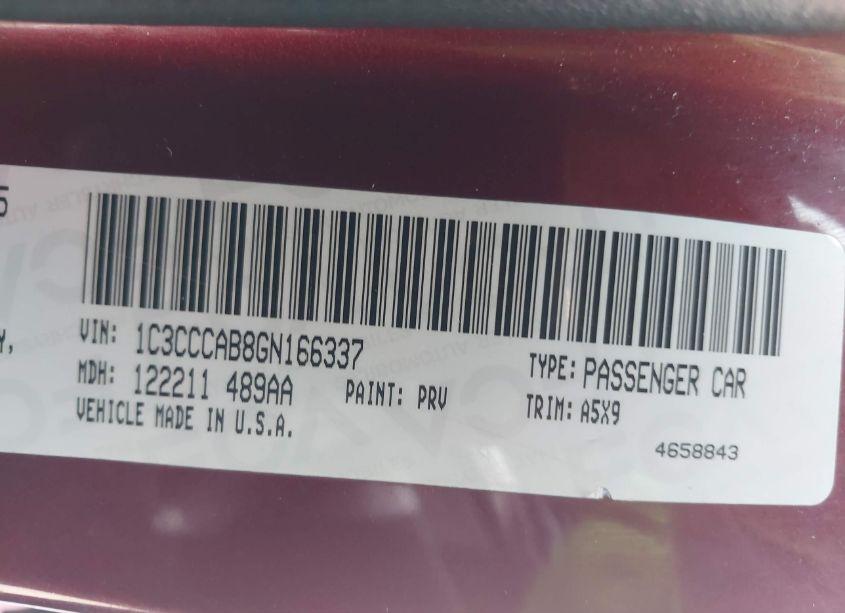 VIN: 1C3CCCAB8GN166337
MDH: 122211 489AA
PAINT: PRV
VEHICLE MADE IN U.S.A.
TYPE: PASSENGER CAR
TRIM: A5X9
4658843
Y,